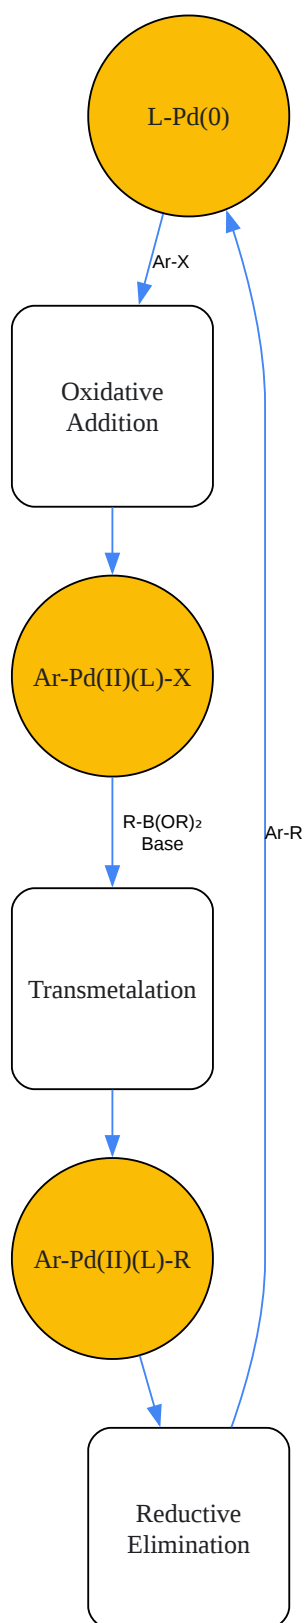 L-Pd(0)
Ar-X
Oxidative
Addition
Ar-Pd(II)(L)-X
R-B(OR)₂
Base
Ar-R
Transmetalation
Ar-Pd(II)(L)-R
Reductive
Elimination